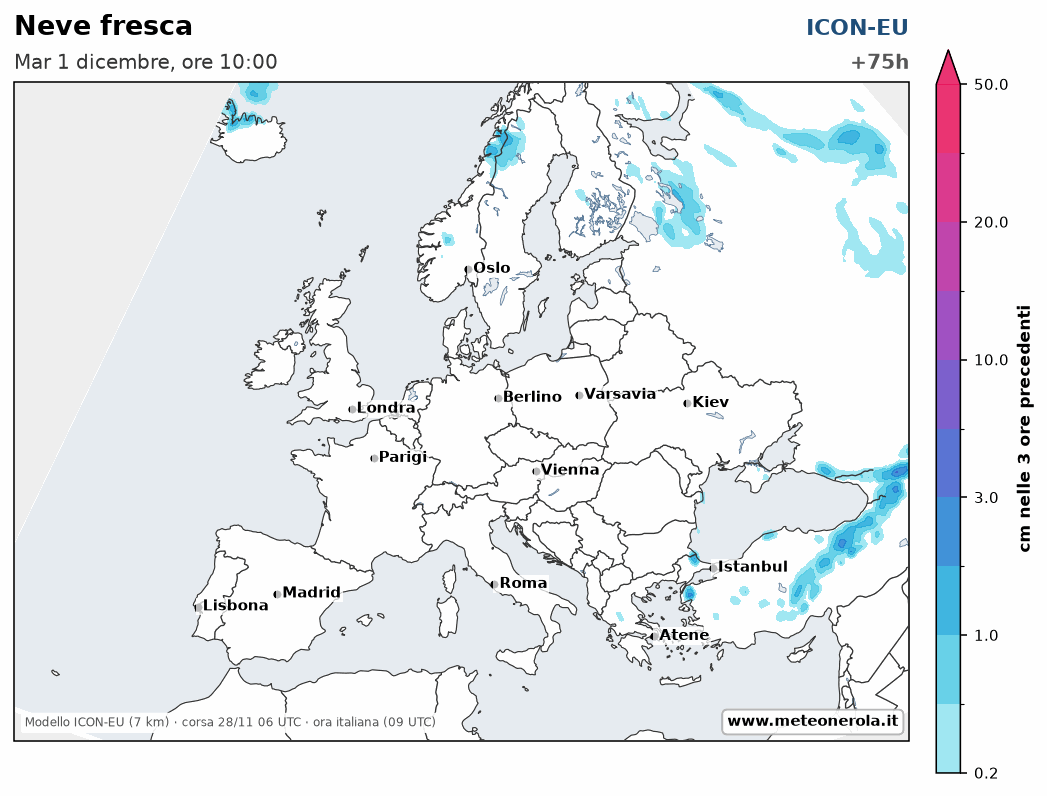 Neve fresca
ICON-EU
Mar 1 dicembre, ore 10:00
+75h
50.0
20.0
10.0
3.0
1.0
0.2
cm nelle 3 ore precedenti
Oslo
Berlino
Varsavia
Kiev
Londra
Parigi
Vienna
Istanbul
Roma
Madrid
Lisbona
Atene
Modello ICON-EU (7 km) · corsa 28/11 06 UTC · ora italiana (09 UTC)
www.meteonerola.it